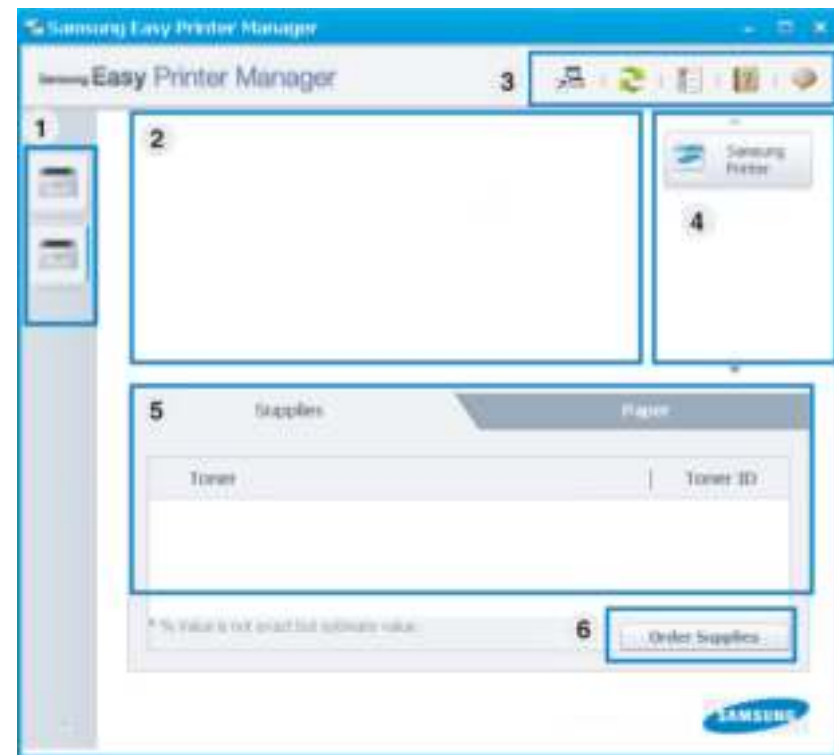 Samsung Easy Printer Manager
Samsung Easy Printer Manager
3
1
2
Samsung
Printer
4
5
Supplies
Paper
Toner
Toner ID
* % Value is not exact but estimate value.
6
Order Supplies
SAMSUNG